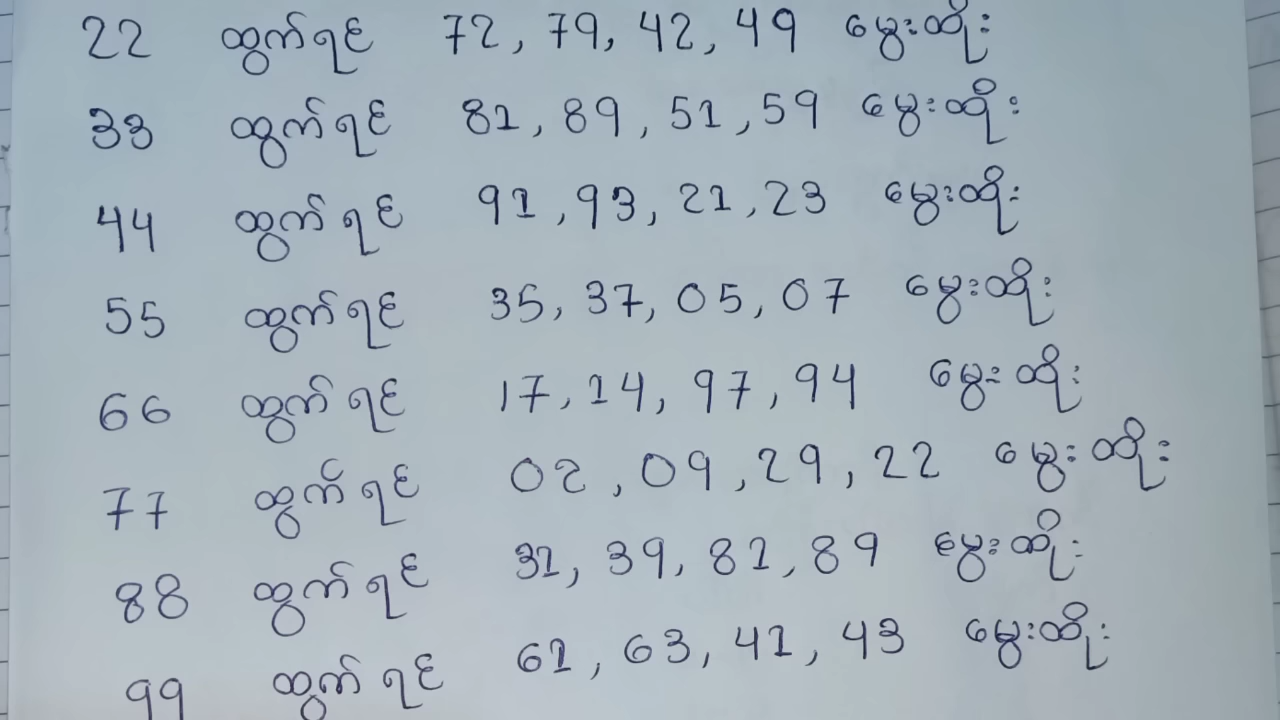 22 ထွက်ရင် 72, 79, 42, 49 မွေးထိုး
33 ထွက်ရင် 81, 89, 51, 59 မွေးထိုး
44 ထွက်ရင် 91, 93, 21, 23 မွေးထိုး
55 ထွက်ရင် 35, 37, 05, 07 မွေးထိုး
66 ထွက်ရင် 17, 14, 97, 94 မွေးထိုး
77 ထွက်ရင် 02, 09, 29, 22 မွေးထိုး
88 ထွက်ရင် 31, 39, 81, 89 မွေးထိုး
99 ထွက်ရင် 61, 63, 41, 43 မွေးထိုး